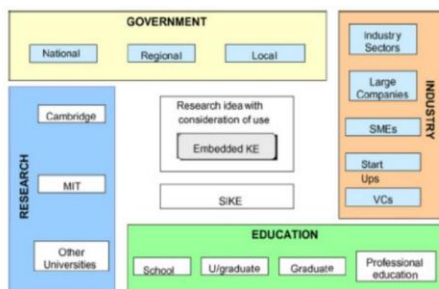 GOVERNMENT
National
Regional
Local
RESEARCH
Cambridge
MIT
Other
Universities
Research idea with
consideration of use
Embedded KE
SIKE
INDUSTRY
Industry
Sectors
Large
Companies
SMEs
Start
Ups
VCs
EDUCATION
School
U/graduate
Graduate
Professional
education